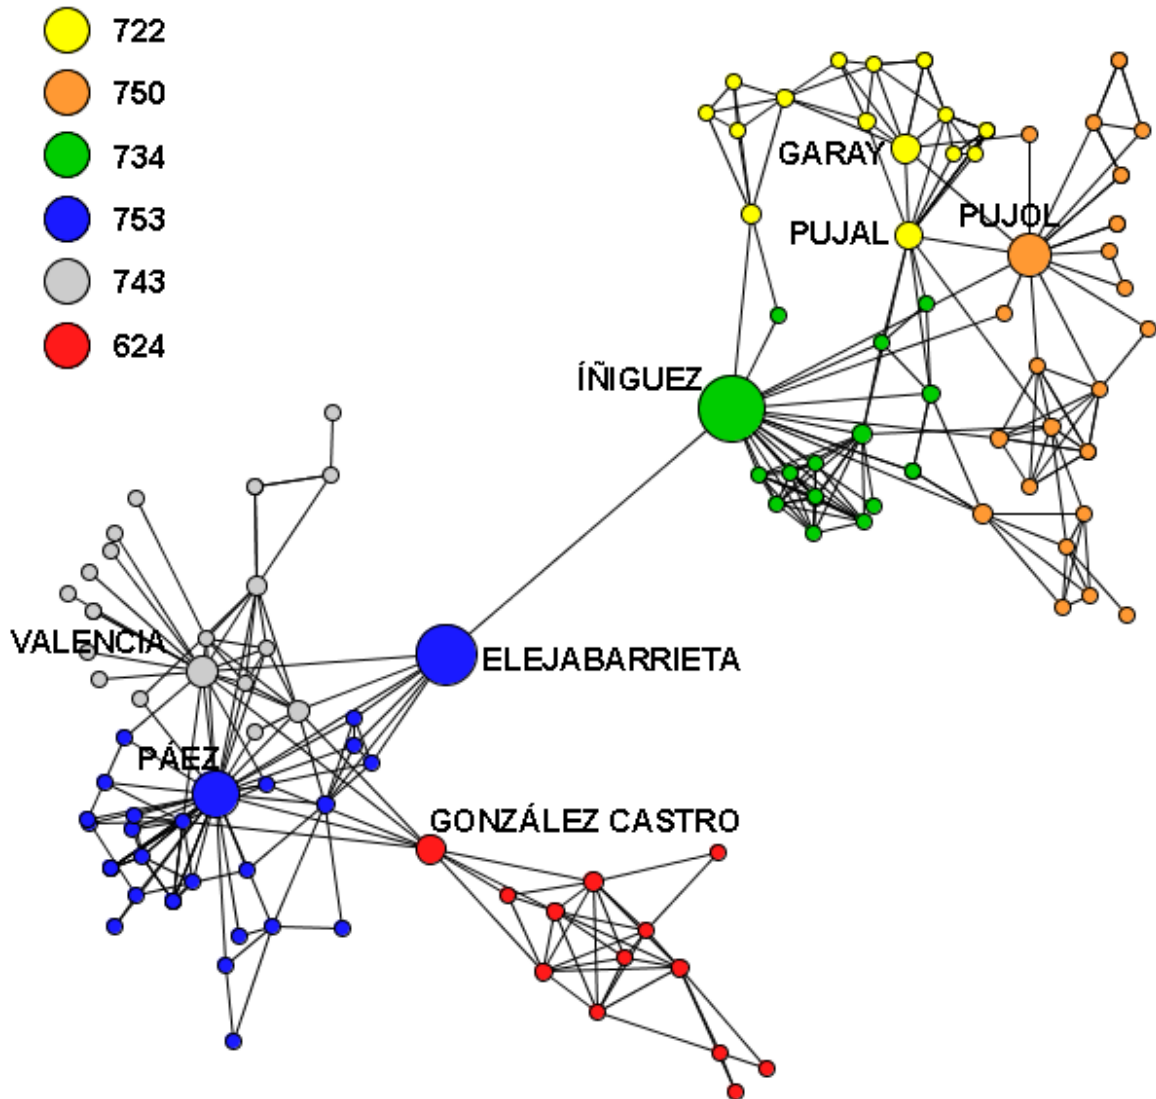 722
750
734
753
743
624
GARAY
PUJAL
PUJOL
ÍÑIGUEZ
VALENCIA
ELEJABARRIETA
PÁEZ
GONZÁLEZ CASTRO